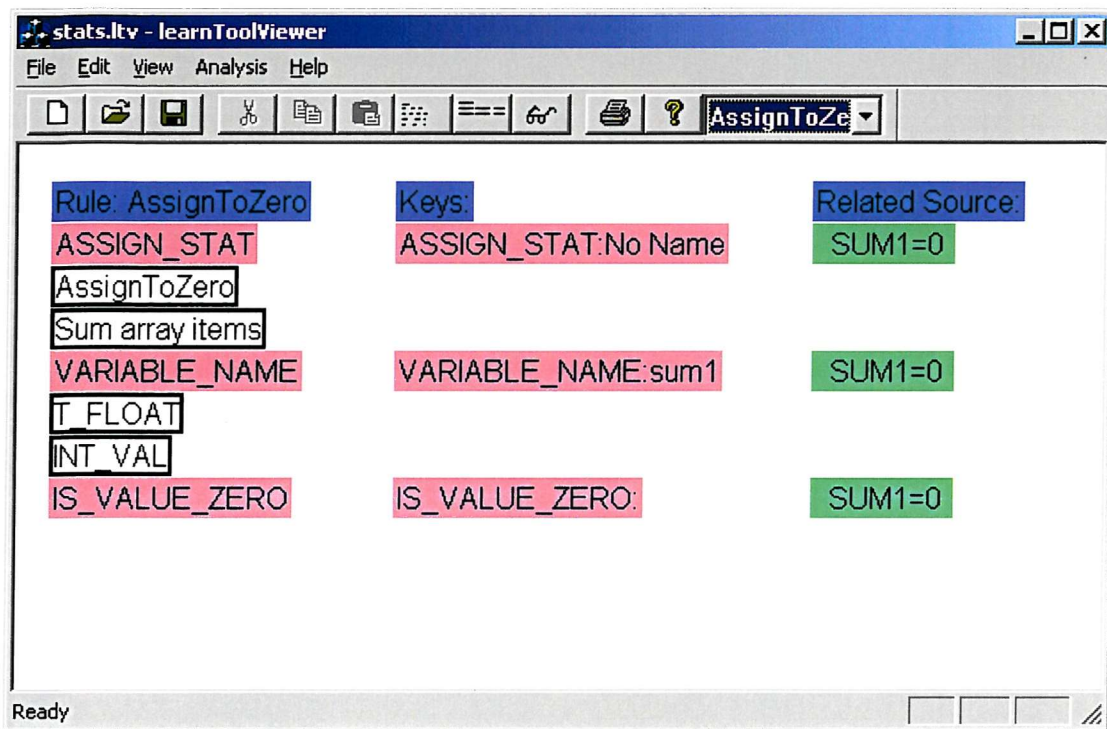 stats.ltv - learnToolViewer
File Edit View Analysis Help
AssignToZe
Rule: AssignToZero Keys: Related Source:
ASSIGN_STAT ASSIGN_STAT:No Name SUM1=0
AssignToZero
Sum array items
VARIABLE_NAME VARIABLE_NAME:sum1 SUM1=0
T_FLOAT
INT_VAL
IS_VALUE_ZERO IS_VALUE_ZERO: SUM1=0
Ready